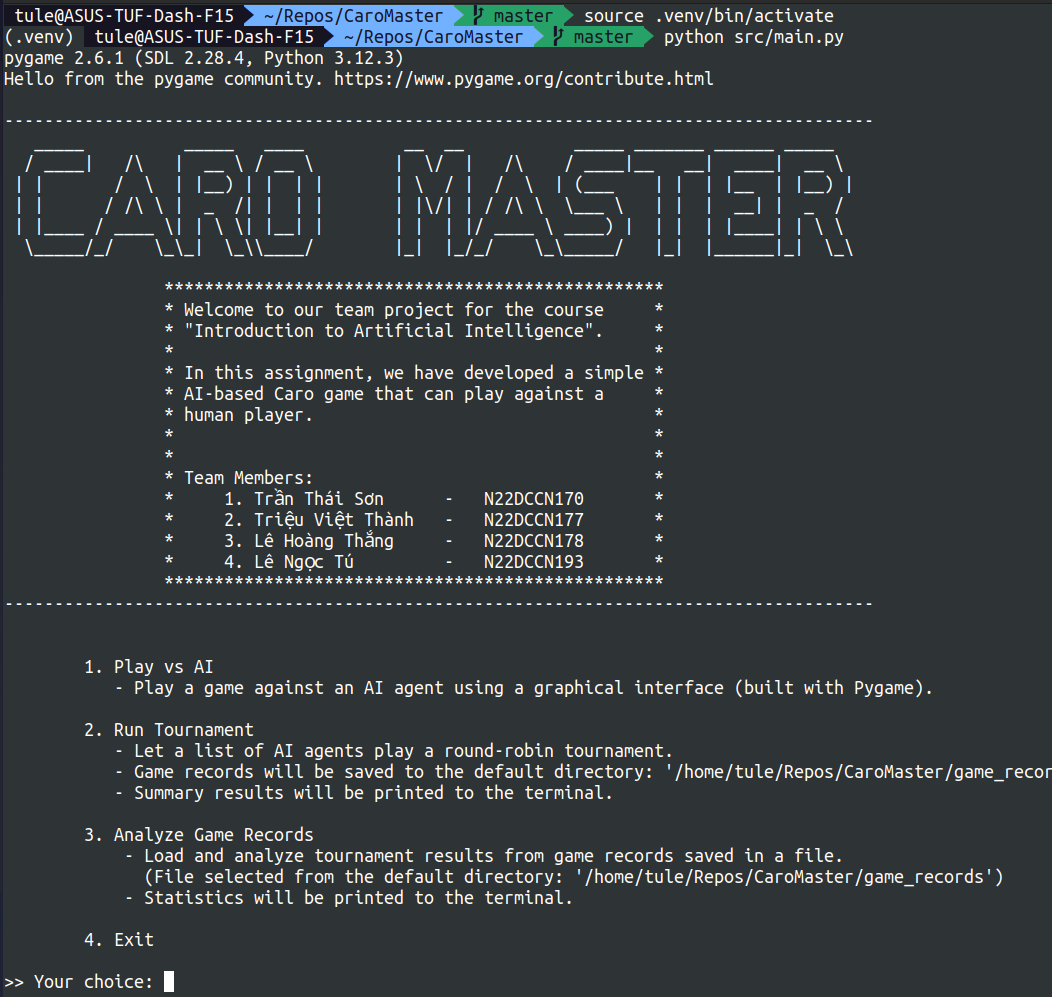 tule@ASUS-TUF-Dash-F15 ~/Repos/CaroMaster master source .venv/bin/activate
(.venv) tule@ASUS-TUF-Dash-F15 ~/Repos/CaroMaster master python src/main.py
pygame 2.6.1 (SDL 2.28.4, Python 3.12.3)
Hello from the pygame community. https://www.pygame.org/contribute.html
---------------------------------------------------------------------------------------
CARO MASTER
**************************************************
* Welcome to our team project for the course *
* "Introduction to Artificial Intelligence". *
* *
* In this assignment, we have developed a simple *
* AI-based Caro game that can play against a *
* human player. *
* *
* *
* Team Members: *
* 1. Trần Thái Sơn - N22DCCN170 *
* 2. Triệu Việt Thành - N22DCCN177 *
* 3. Lê Hoàng Thắng - N22DCCN178 *
* 4. Lê Ngọc Tú - N22DCCN193 *
**************************************************
---------------------------------------------------------------------------------------
1. Play vs AI
- Play a game against an AI agent using a graphical interface (built with Pygame).
2. Run Tournament
- Let a list of AI agents play a round-robin tournament.
- Game records will be saved to the default directory: '/home/tule/Repos/CaroMaster/game_recor
- Summary results will be printed to the terminal.
3. Analyze Game Records
- Load and analyze tournament results from game records saved in a file.
(File selected from the default directory: '/home/tule/Repos/CaroMaster/game_records')
- Statistics will be printed to the terminal.
4. Exit
>> Your choice: